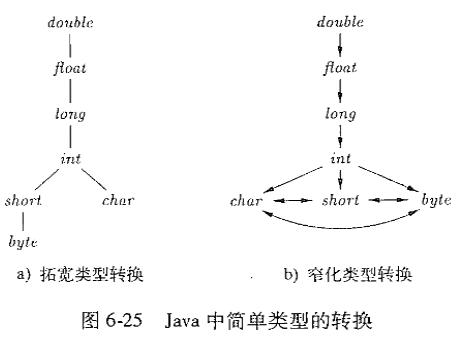 double double
float float
long long
int int
short char char short byte
byte
a) 拓宽类型转换 b) 窄化类型转换
图 6-25 Java 中简单类型的转换